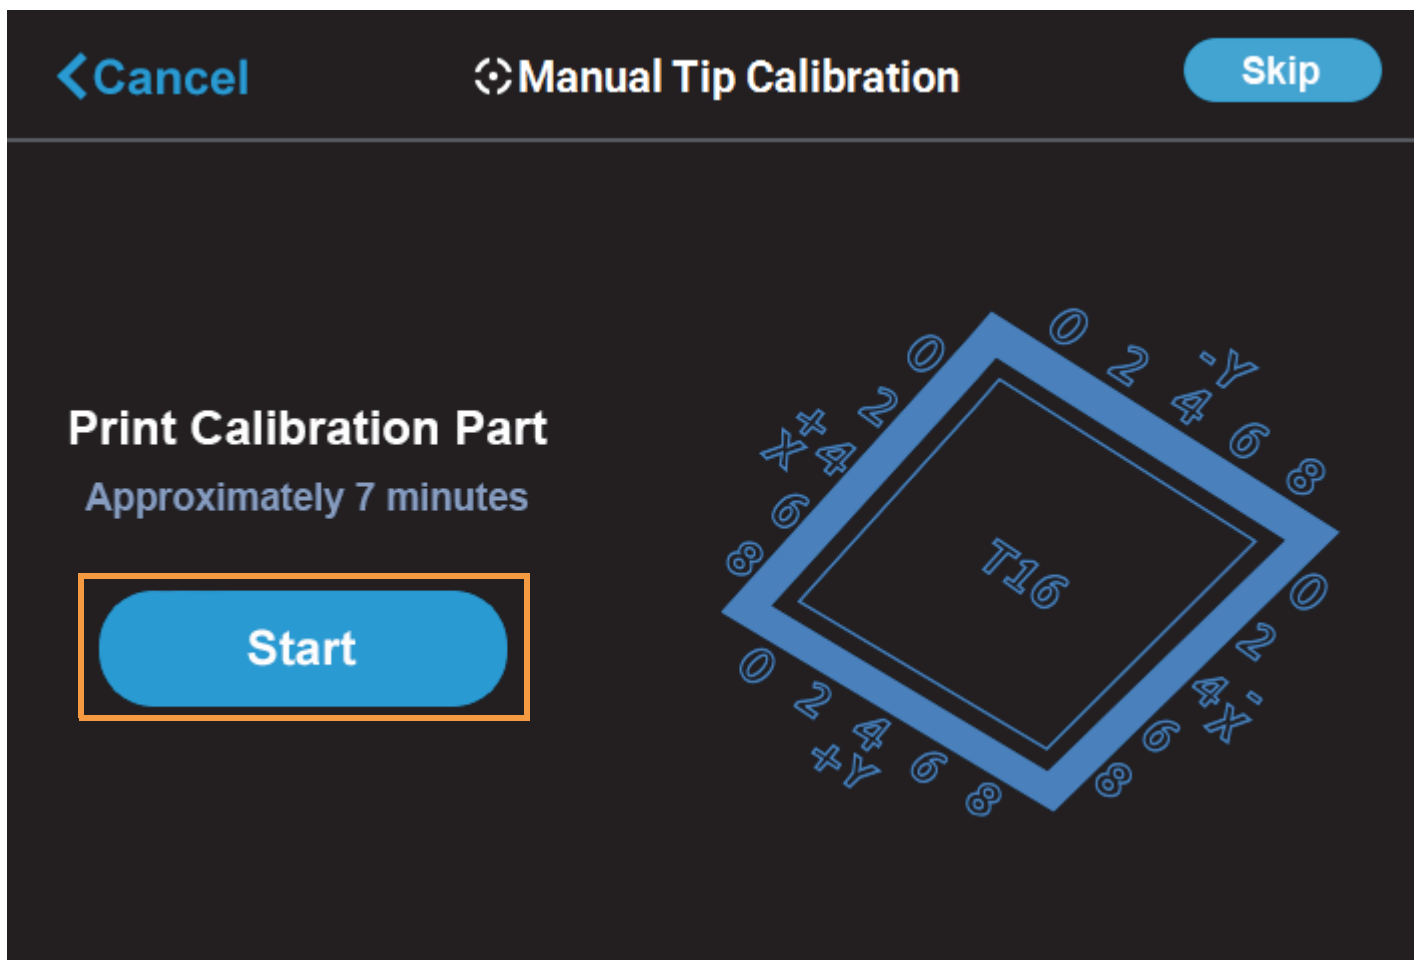 Cancel
Manual Tip Calibration
Skip
Print Calibration Part
Approximately 7 minutes
Start
0 2 4 6 8
+X
0 2 4 6 8
-Y
T16
0 2 4 6 8
+Y
0 2 4 6 8
-X